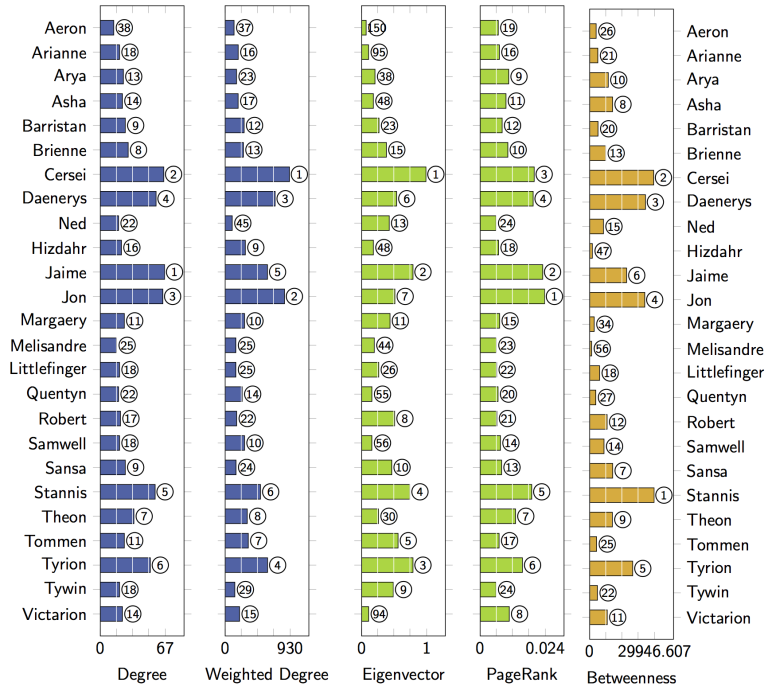 Aeron 38 37 150 19 26 Aeron
Arianne 18 16 95 16 21 Arianne
Arya 13 23 38 9 10 Arya
Asha 14 17 48 11 8 Asha
Barristan 9 12 23 12 20 Barristan
Brienne 8 13 15 10 13 Brienne
Cersei 2 1 1 3 2 Cersei
Daenerys 4 3 6 4 3 Daenerys
Ned 22 45 13 24 15 Ned
Hizdahr 16 9 48 18 47 Hizdahr
Jaime 1 5 2 2 6 Jaime
Jon 3 2 7 1 4 Jon
Margaery 11 10 11 15 34 Margaery
Melisandre 25 25 44 23 56 Melisandre
Littlefinger 18 25 26 22 18 Littlefinger
Quentyn 22 14 55 20 27 Quentyn
Robert 17 22 8 21 12 Robert
Samwell 18 10 56 14 14 Samwell
Sansa 9 24 10 13 7 Sansa
Stannis 5 6 4 5 1 Stannis
Theon 7 8 30 7 9 Theon
Tommen 11 7 5 17 25 Tommen
Tyrion 6 4 3 6 5 Tyrion
Tywin 18 29 9 24 22 Tywin
Victarion 14 15 94 8 11 Victarion
0 67 0 930 0 1 0 0.024 0 29946.607
Degree Weighted Degree Eigenvector PageRank Betweenness